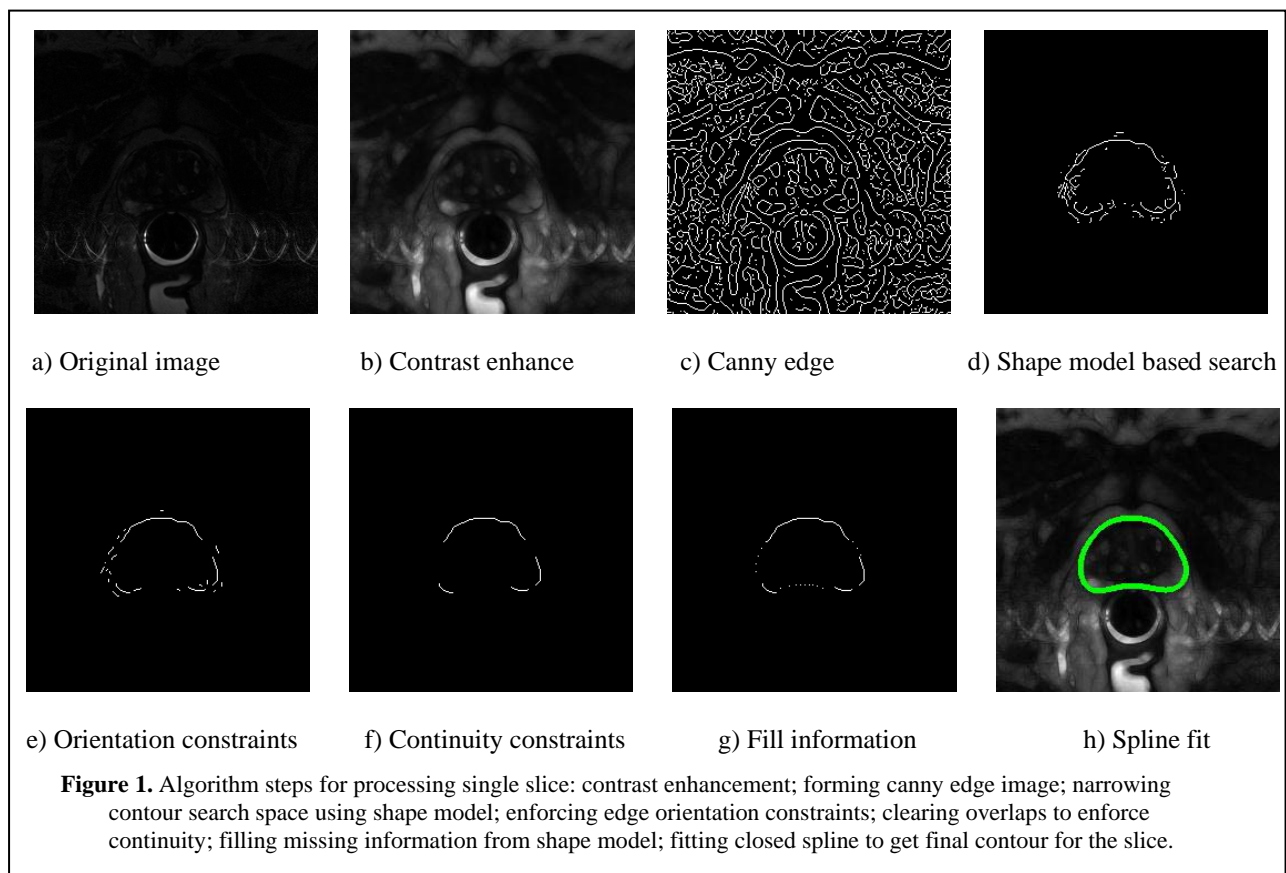 a) Original image
b) Contrast enhance
c) Canny edge
d) Shape model based search
e) Orientation constraints
f) Continuity constraints
g) Fill information
h) Spline fit
Figure 1. Algorithm steps for processing single slice: contrast enhancement; forming canny edge image; narrowing
contour search space using shape model; enforcing edge orientation constraints; clearing overlaps to enforce
continuity; filling missing information from shape model; fitting closed spline to get final contour for the slice.